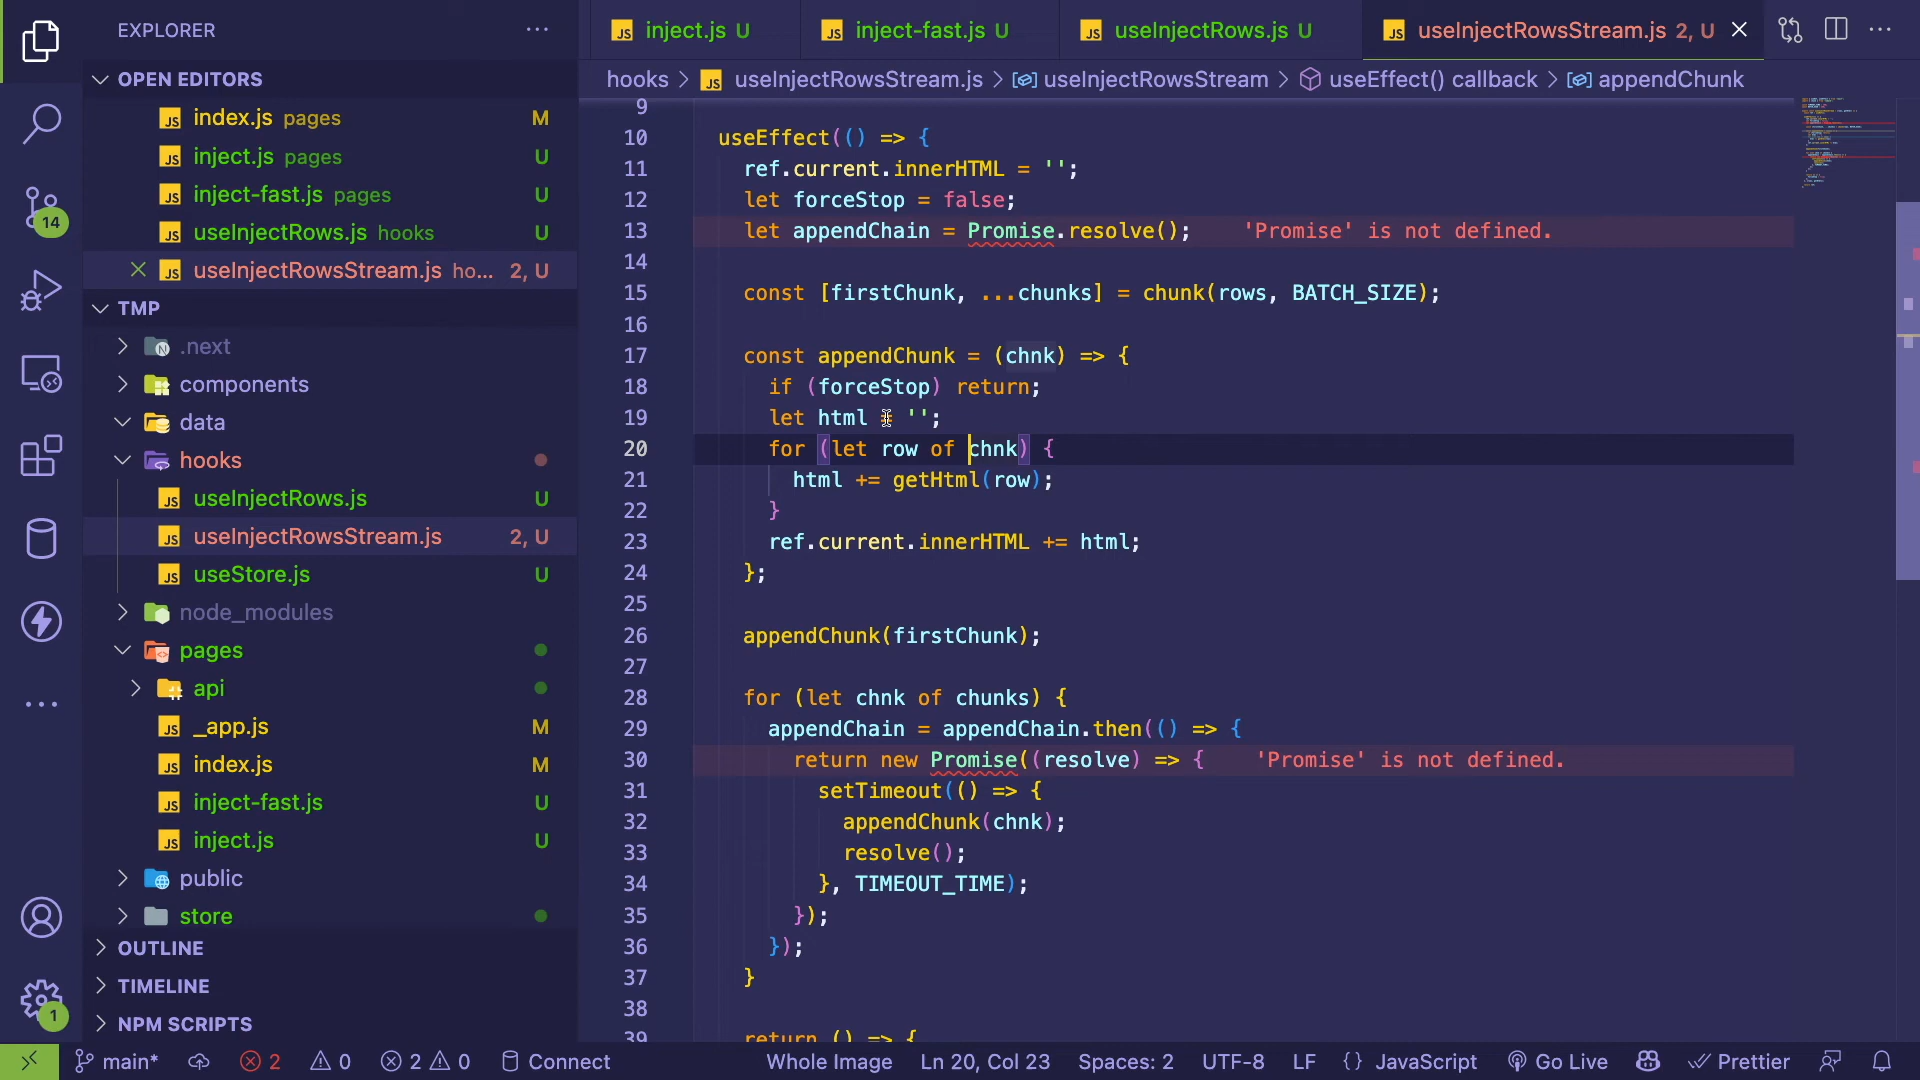 EXPLORER
OPEN EDITORS
index.js pages M
inject.js pages U
inject-fast.js pages U
useInjectRows.js hooks U
useInjectRowsStream.js ho... 2, U
TMP
.next
components
data
hooks
useInjectRows.js U
useInjectRowsStream.js 2, U
useStore.js U
node_modules
pages
api
_app.js M
index.js M
inject-fast.js U
inject.js U
public
store
OUTLINE
TIMELINE
NPM SCRIPTS
14
1
inject.js U
inject-fast.js U
useInjectRows.js U
useInjectRowsStream.js 2, U
hooks > useInjectRowsStream.js > useInjectRowsStream > useEffect() callback > appendChunk
9
10 useEffect(() => {
11 ref.current.innerHTML = '';
12 let forceStop = false;
13 let appendChain = Promise.resolve(); 'Promise' is not defined.
14
15 const [firstChunk, ...chunks] = chunk(rows, BATCH_SIZE);
16
17 const appendChunk = (chnk) => {
18 if (forceStop) return;
19 let html = '';
20 for (let row of chnk) {
21 html += getHtml(row);
22 }
23 ref.current.innerHTML += html;
24 };
25
26 appendChunk(firstChunk);
27
28 for (let chnk of chunks) {
29 appendChain = appendChain.then(() => {
30 return new Promise((resolve) => { 'Promise' is not defined.
31 setTimeout(() => {
32 appendChunk(chnk);
33 resolve();
34 }, TIMEOUT_TIME);
35 });
36 });
37 }
38
39 return () => {
main* 2 0 2 0 Connect Whole Image Ln 20, Col 23 Spaces: 2 UTF-8 LF {} JavaScript Go Live Prettier